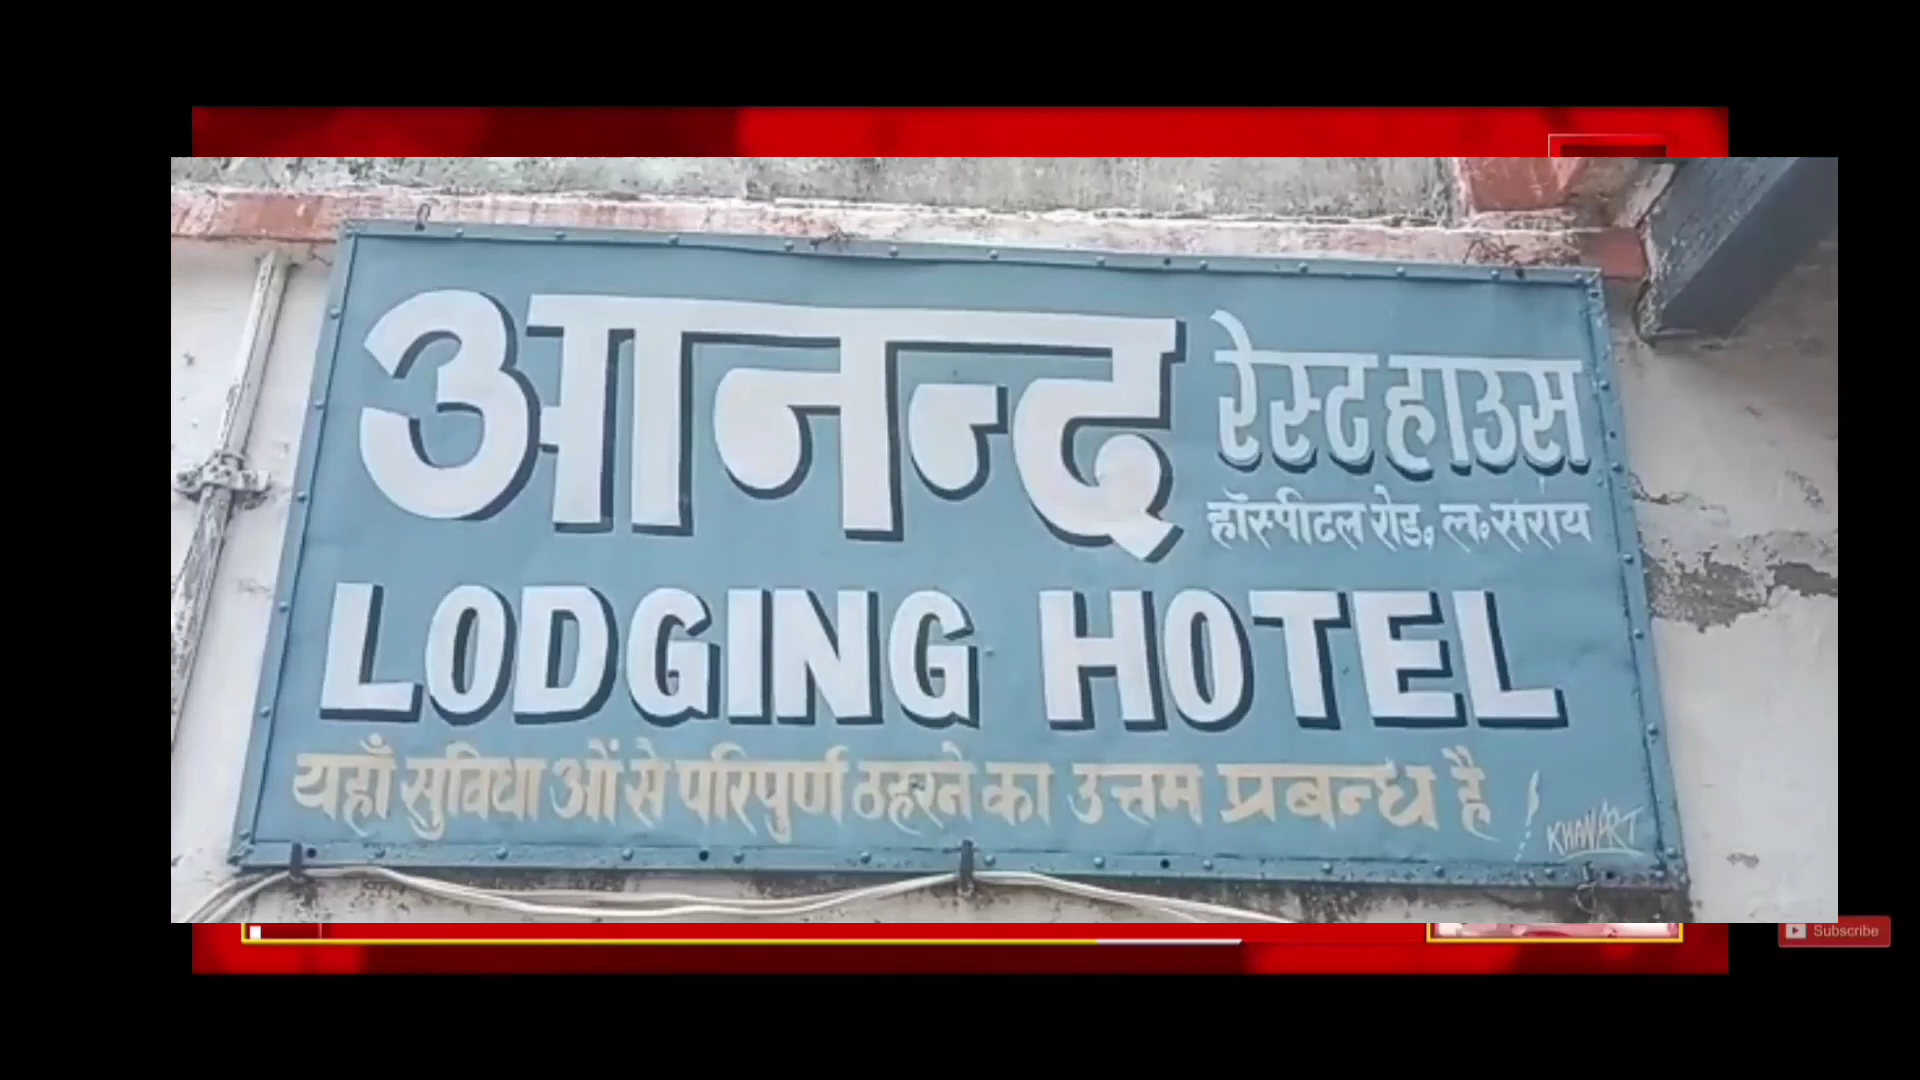 आनन्द रेस्ट हाउस
हॉस्पीटल रोड, ल॰ सराय
LODGING HOTEL
यहाँ सुविधाओं से परिपुर्ण ठहरने का उत्तम प्रबन्ध है
KHAN ART
Subscribe